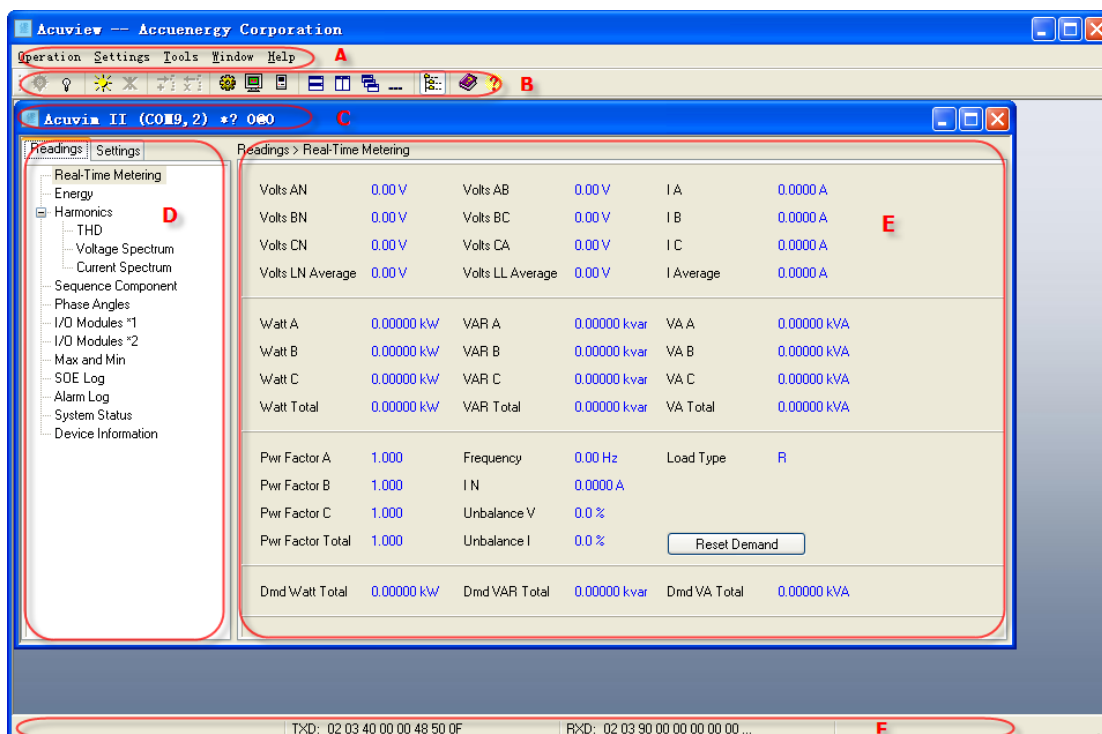 Acuview —— Accuenergy Corporation
Operation Settings Tools Window Help A
B
Acuvim II (COM9,2) *? 0@0 C
Readings Settings
Readings > Real-Time Metering
Real-Time Metering
Energy
Harmonics
THD
Voltage Spectrum
Current Spectrum
Sequence Component
Phase Angles
I/O Modules *1
I/O Modules *2
Max and Min
SOE Log
Alarm Log
System Status
Device Information
D
Volts AN 0.00 V Volts AB 0.00 V I A 0.0000 A
Volts BN 0.00 V Volts BC 0.00 V I B 0.0000 A
E
Volts CN 0.00 V Volts CA 0.00 V I C 0.0000 A
Volts LN Average 0.00 V Volts LL Average 0.00 V I Average 0.0000 A
Watt A 0.00000 kW VAR A 0.00000 kvar VA A 0.00000 kVA
Watt B 0.00000 kW VAR B 0.00000 kvar VA B 0.00000 kVA
Watt C 0.00000 kW VAR C 0.00000 kvar VA C 0.00000 kVA
Watt Total 0.00000 kW VAR Total 0.00000 kvar VA Total 0.00000 kVA
Pwr Factor A 1.000 Frequency 0.00 Hz Load Type R
Pwr Factor B 1.000 I N 0.0000 A
Pwr Factor C 1.000 Unbalance V 0.0 %
Pwr Factor Total 1.000 Unbalance I 0.0 % Reset Demand
Dmd Watt Total 0.00000 kW Dmd VAR Total 0.00000 kvar Dmd VA Total 0.00000 kVA
TXD: 02 03 40 00 00 48 50 0F RXD: 02 03 90 00 00 00 00 00 ... F